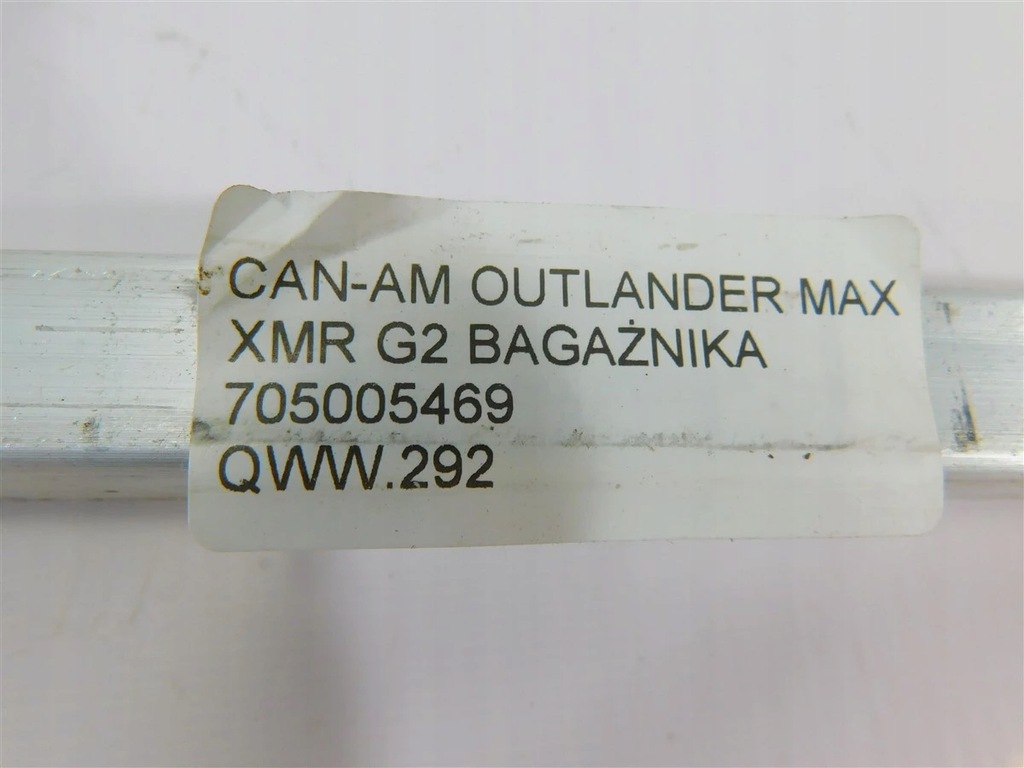 CAN-AM OUTLANDER MAX
XMR G2 BAGAŻNIKA
705005469
QWW.292